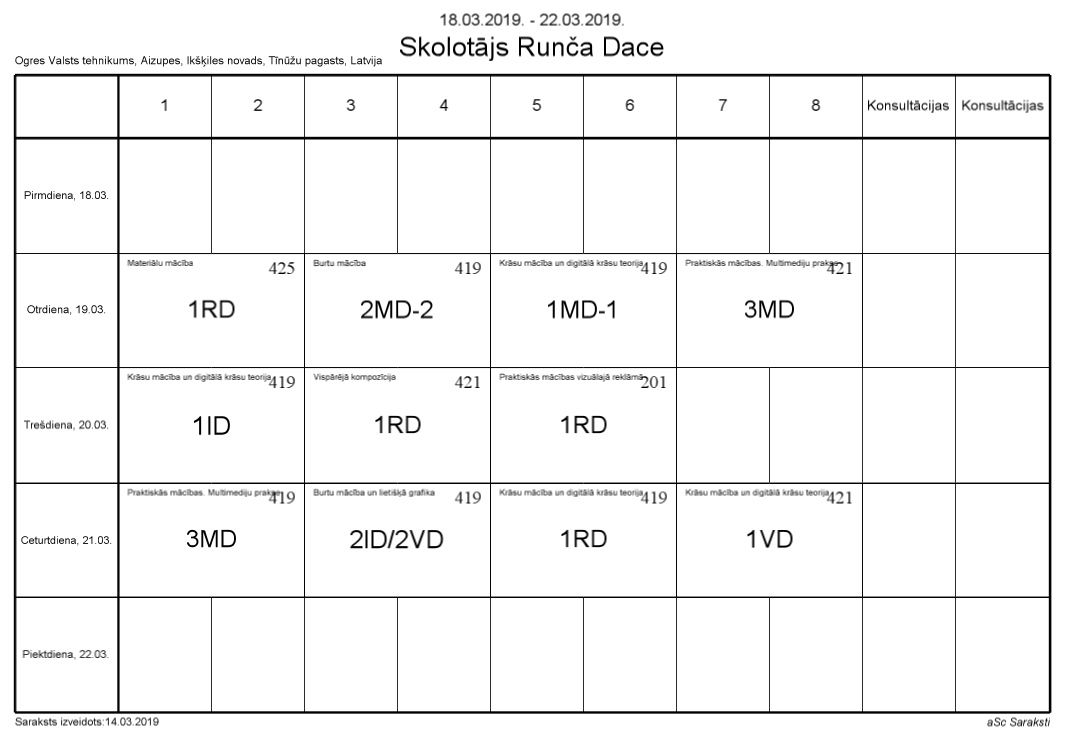 18.03.2019. - 22.03.2019.
Skolotājs Runča Dace
Ogres Valsts tehnikums, Aizupes, Ikšķiles novads, Tīnūžu pagasts, Latvija
1 2 3 4 5 6 7 8 Konsultācijas Konsultācijas
Pirmdiena, 18.03.
Materiālu mācība 425 Burtu mācība 419 Krāsu mācība un digitālā krāsu teorija 419 Praktiskās mācības. Multimediju prakse 421
Otrdiena, 19.03. 1RD 2MD-2 1MD-1 3MD
Krāsu mācība un digitālā krāsu teorija 419 Vispārējā kompozīcija 421 Praktiskās mācības vizuālajā reklāmā 201
Trešdiena, 20.03. 1ID 1RD 1RD
Praktiskās mācības. Multimediju prakse 419 Burtu mācība un lietišķā grafika 419 Krāsu mācība un digitālā krāsu teorija 419 Krāsu mācība un digitālā krāsu teorija 421
Ceturtdiena, 21.03. 3MD 2ID/2VD 1RD 1VD
Piektdiena, 22.03.
Saraksts izveidots:14.03.2019 aSc Saraksti